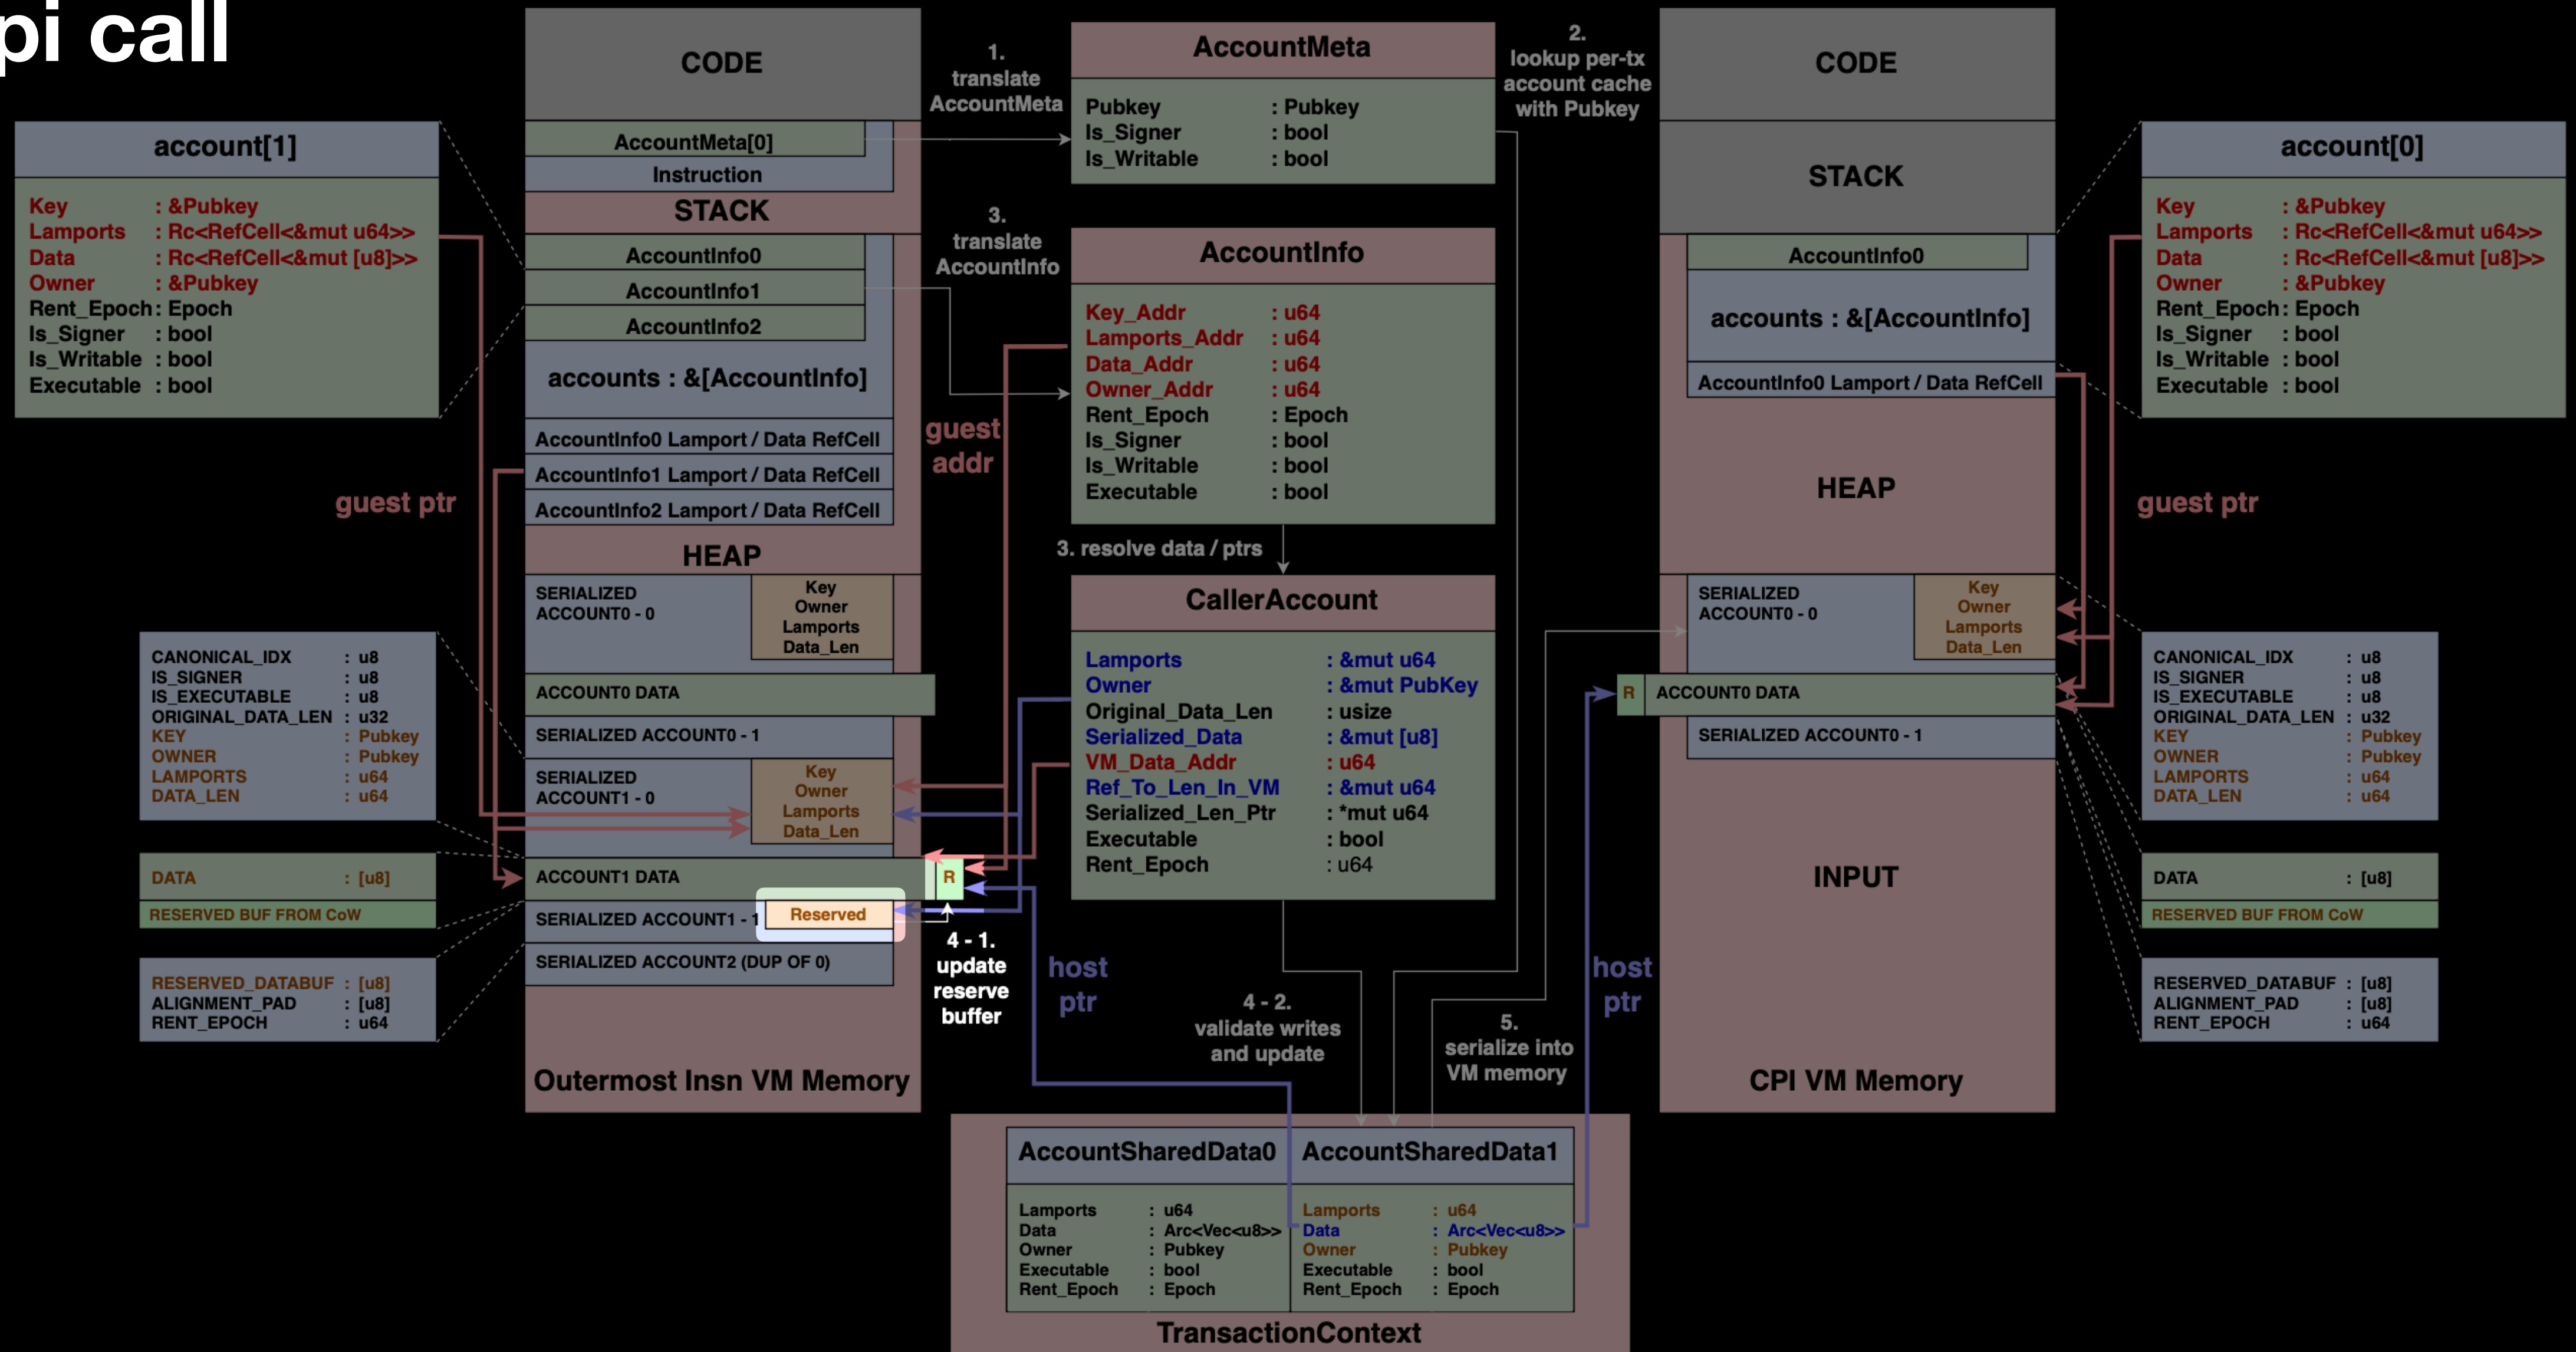 pi call
account[1]
Key : &Pubkey
Lamports : Rc<RefCell<&mut u64>>
Data : Rc<RefCell<&mut [u8]>>
Owner : &Pubkey
Rent_Epoch : Epoch
Is_Signer : bool
Is_Writable : bool
Executable : bool
guest ptr
CANONICAL_IDX : u8
IS_SIGNER : u8
IS_EXECUTABLE : u8
ORIGINAL_DATA_LEN : u32
KEY : Pubkey
OWNER : Pubkey
LAMPORTS : u64
DATA_LEN : u64
DATA : [u8]
RESERVED BUF FROM CoW
RESERVED_DATABUF : [u8]
ALIGNMENT_PAD : [u8]
RENT_EPOCH : u64
CODE
AccountMeta[0]
Instruction
STACK
AccountInfo0
AccountInfo1
AccountInfo2
accounts : &[AccountInfo]
AccountInfo0 Lamport / Data RefCell
AccountInfo1 Lamport / Data RefCell
AccountInfo2 Lamport / Data RefCell
HEAP
SERIALIZED
ACCOUNT0 - 0
Key
Owner
Lamports
Data_Len
ACCOUNT0 DATA
SERIALIZED ACCOUNT0 - 1
SERIALIZED
ACCOUNT1 - 0
Key
Owner
Lamports
Data_Len
ACCOUNT1 DATA
R
SERIALIZED ACCOUNT1 - 1
Reserved
SERIALIZED ACCOUNT2 (DUP OF 0)
Outermost Insn VM Memory
1.
translate
AccountMeta
3.
translate
AccountInfo
guest
addr
4 - 1.
update
reserve
buffer
host
ptr
AccountMeta
Pubkey : Pubkey
Is_Signer : bool
Is_Writable : bool
AccountInfo
Key_Addr : u64
Lamports_Addr : u64
Data_Addr : u64
Owner_Addr : u64
Rent_Epoch : Epoch
Is_Signer : bool
Is_Writable : bool
Executable : bool
3. resolve data / ptrs
CallerAccount
Lamports : &mut u64
Owner : &mut PubKey
Original_Data_Len : usize
Serialized_Data : &mut [u8]
VM_Data_Addr : u64
Ref_To_Len_In_VM : &mut u64
Serialized_Len_Ptr : *mut u64
Executable : bool
Rent_Epoch : u64
4 - 2.
validate writes
and update
5.
serialize into
VM memory
host
ptr
2.
lookup per-tx
account cache
with Pubkey
AccountSharedData0
Lamports : u64
Data : Arc<Vec<u8>>
Owner : Pubkey
Executable : bool
Rent_Epoch : Epoch
AccountSharedData1
Lamports : u64
Data : Arc<Vec<u8>>
Owner : Pubkey
Executable : bool
Rent_Epoch : Epoch
TransactionContext
CODE
STACK
AccountInfo0
accounts : &[AccountInfo]
AccountInfo0 Lamport / Data RefCell
HEAP
SERIALIZED
ACCOUNT0 - 0
Key
Owner
Lamports
Data_Len
R
ACCOUNT0 DATA
SERIALIZED ACCOUNT0 - 1
INPUT
CPI VM Memory
account[0]
Key : &Pubkey
Lamports : Rc<RefCell<&mut u64>>
Data : Rc<RefCell<&mut [u8]>>
Owner : &Pubkey
Rent_Epoch : Epoch
Is_Signer : bool
Is_Writable : bool
Executable : bool
guest ptr
CANONICAL_IDX : u8
IS_SIGNER : u8
IS_EXECUTABLE : u8
ORIGINAL_DATA_LEN : u32
KEY : Pubkey
OWNER : Pubkey
LAMPORTS : u64
DATA_LEN : u64
DATA : [u8]
RESERVED BUF FROM CoW
RESERVED_DATABUF : [u8]
ALIGNMENT_PAD : [u8]
RENT_EPOCH : u64